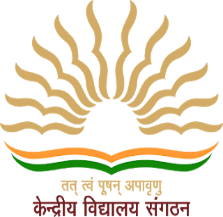 तत् त्वं पूषन् अपावृणु
केन्द्रीय विद्यालय संगठन